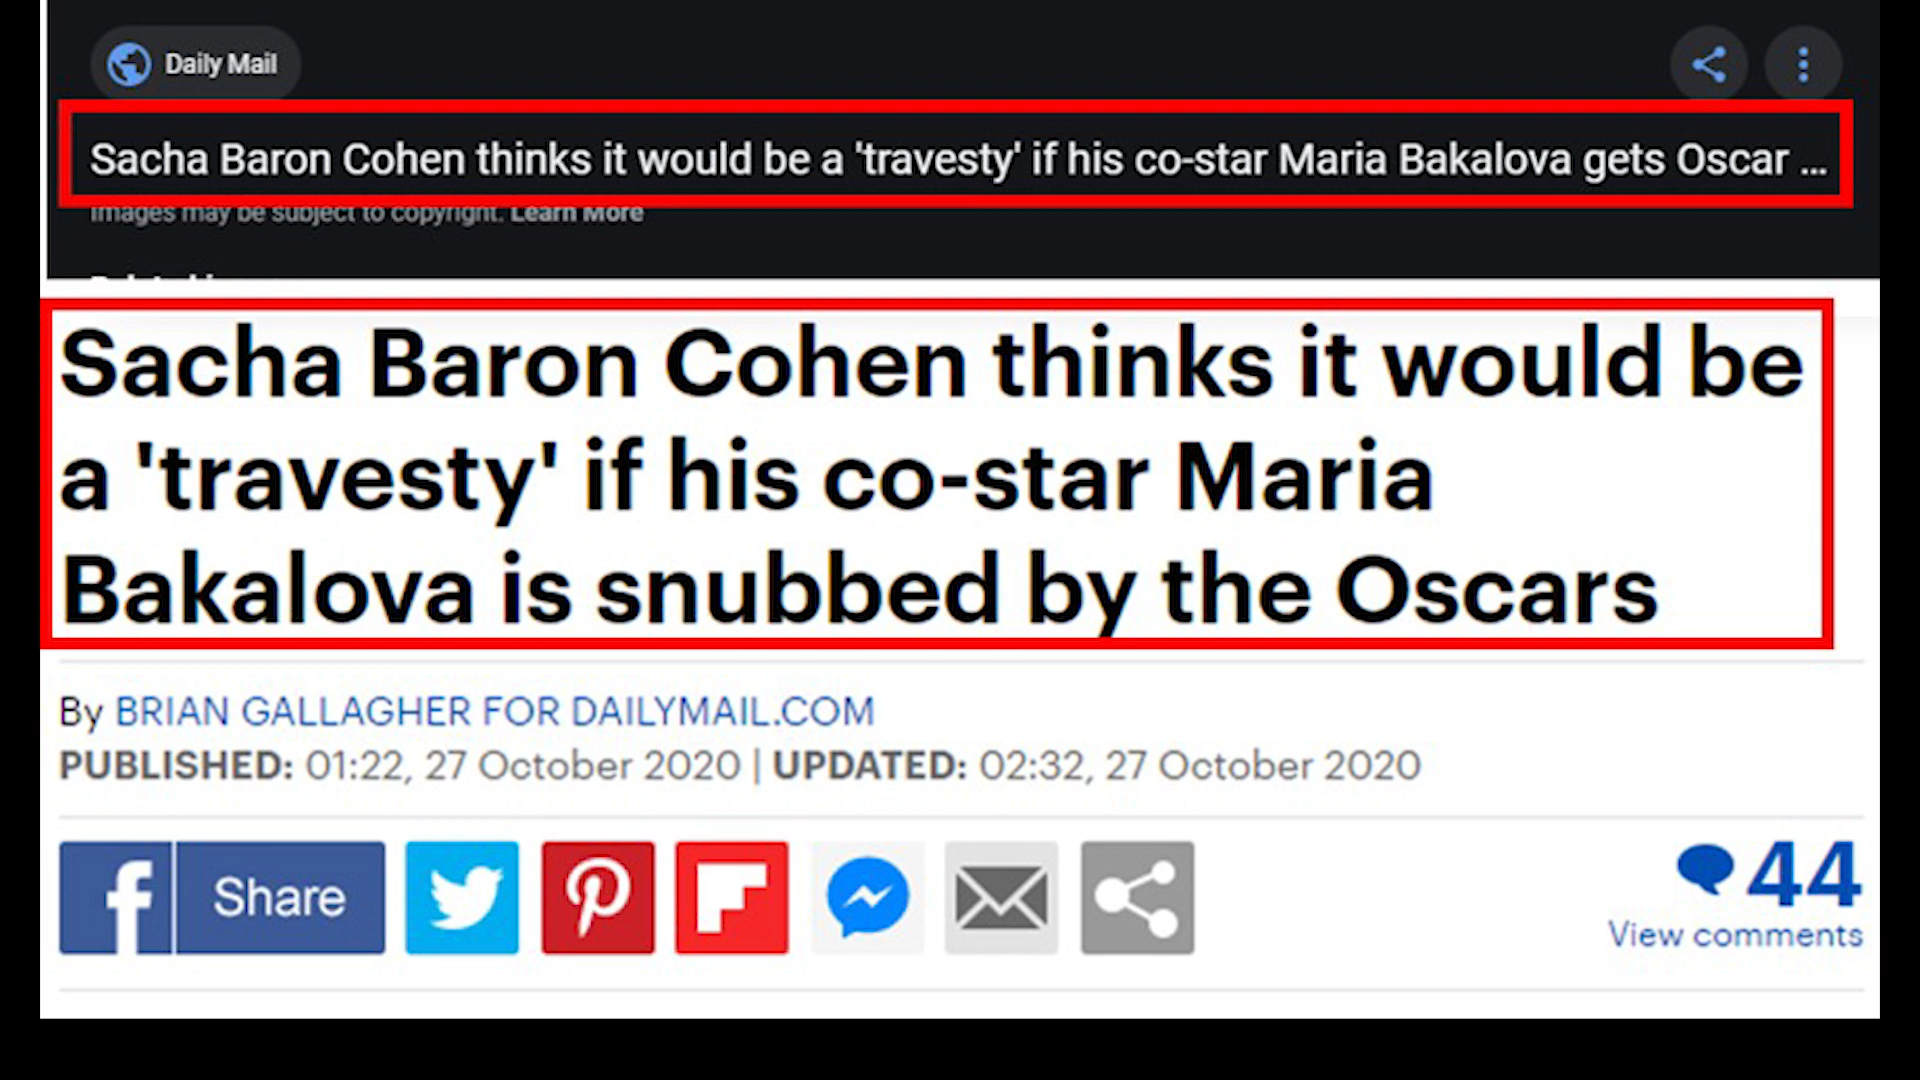 Daily Mail
Sacha Baron Cohen thinks it would be a 'travesty' if his co-star Maria Bakalova gets Oscar ...
Images may be subject to copyright. Learn More
Sacha Baron Cohen thinks it would be
a 'travesty' if his co-star Maria
Bakalova is snubbed by the Oscars
By BRIAN GALLAGHER FOR DAILYMAIL.COM
PUBLISHED: 01:22, 27 October 2020 | UPDATED: 02:32, 27 October 2020
Share
44
View comments